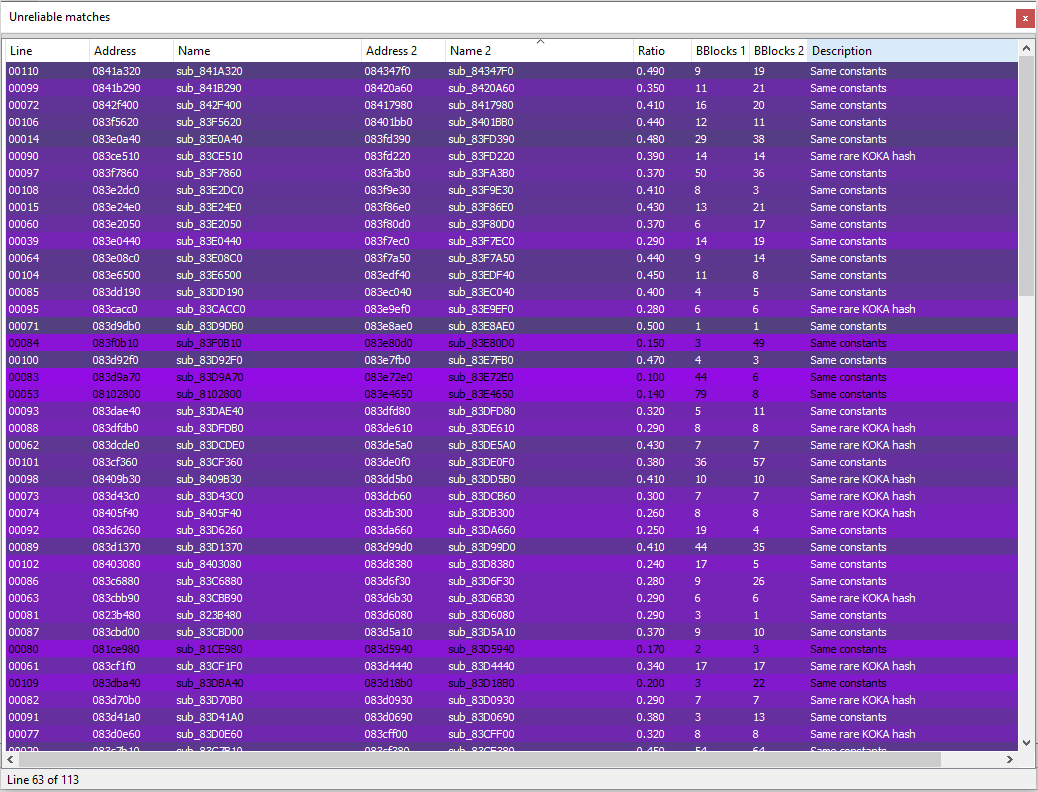 Unreliable matches
x
Line Address Name Address 2 Name 2 Ratio BBlocks 1 BBlocks 2 Description
00110 0841a320 sub_841A320 084347f0 sub_84347F0 0.490 9 19 Same constants
00099 0841b290 sub_841B290 08420a60 sub_8420A60 0.350 11 21 Same constants
00072 0842f400 sub_842F400 08417980 sub_8417980 0.410 16 20 Same constants
00106 083f5620 sub_83F5620 08401bb0 sub_8401BB0 0.440 12 11 Same constants
00014 083e0a40 sub_83E0A40 083fd390 sub_83FD390 0.480 29 38 Same constants
00090 083ce510 sub_83CE510 083fd220 sub_83FD220 0.390 14 14 Same rare KOKA hash
00097 083f7860 sub_83F7860 083fa3b0 sub_83FA3B0 0.370 50 36 Same constants
00108 083e2dc0 sub_83E2DC0 083f9e30 sub_83F9E30 0.410 8 3 Same constants
00015 083e24e0 sub_83E24E0 083f86e0 sub_83F86E0 0.430 13 21 Same constants
00060 083e2050 sub_83E2050 083f80d0 sub_83F80D0 0.370 6 17 Same constants
00039 083e0440 sub_83E0440 083f7ec0 sub_83F7EC0 0.290 14 19 Same constants
00064 083e08c0 sub_83E08C0 083f7a50 sub_83F7A50 0.440 9 14 Same constants
00104 083e6500 sub_83E6500 083edf40 sub_83EDF40 0.450 11 8 Same constants
00085 083dd190 sub_83DD190 083ec040 sub_83EC040 0.400 4 5 Same constants
00095 083cacc0 sub_83CACC0 083e9ef0 sub_83E9EF0 0.280 6 6 Same rare KOKA hash
00071 083d9db0 sub_83D9DB0 083e8ae0 sub_83E8AE0 0.500 1 1 Same constants
00084 083f0b10 sub_83F0B10 083e80d0 sub_83E80D0 0.150 3 49 Same constants
00100 083d92f0 sub_83D92F0 083e7fb0 sub_83E7FB0 0.470 4 3 Same constants
00083 083d9a70 sub_83D9A70 083e72e0 sub_83E72E0 0.100 44 6 Same constants
00053 08102800 sub_8102800 083e4650 sub_83E4650 0.140 79 8 Same constants
00093 083dae40 sub_83DAE40 083dfd80 sub_83DFD80 0.320 5 11 Same constants
00088 083dfdb0 sub_83DFDB0 083de610 sub_83DE610 0.290 8 8 Same rare KOKA hash
00062 083dcde0 sub_83DCDE0 083de5a0 sub_83DE5A0 0.430 7 7 Same rare KOKA hash
00101 083cf360 sub_83CF360 083de0f0 sub_83DE0F0 0.380 36 57 Same constants
00098 08409b30 sub_8409B30 083dd5b0 sub_83DD5B0 0.410 10 10 Same rare KOKA hash
00073 083d43c0 sub_83D43C0 083dcb60 sub_83DCB60 0.300 7 7 Same rare KOKA hash
00074 08405f40 sub_8405F40 083db300 sub_83DB300 0.260 8 8 Same rare KOKA hash
00092 083d6260 sub_83D6260 083da660 sub_83DA660 0.250 19 4 Same constants
00089 083d1370 sub_83D1370 083d99d0 sub_83D99D0 0.410 44 35 Same constants
00102 08403080 sub_8403080 083d8380 sub_83D8380 0.240 17 5 Same constants
00086 083c6880 sub_83C6880 083d6f30 sub_83D6F30 0.280 9 26 Same constants
00063 083cbb90 sub_83CBB90 083d6b30 sub_83D6B30 0.290 6 6 Same rare KOKA hash
00081 0823b480 sub_823B480 083d6080 sub_83D6080 0.290 3 1 Same constants
00087 083cbd00 sub_83CBD00 083d5a10 sub_83D5A10 0.370 9 10 Same constants
00080 081ce980 sub_81CE980 083d5940 sub_83D5940 0.170 2 3 Same constants
00061 083cf1f0 sub_83CF1F0 083d4440 sub_83D4440 0.340 17 17 Same rare KOKA hash
00109 083dba40 sub_83DBA40 083d18b0 sub_83D18B0 0.200 3 22 Same constants
00082 083d70b0 sub_83D70B0 083d0930 sub_83D0930 0.290 7 7 Same rare KOKA hash
00091 083d41a0 sub_83D41A0 083d0690 sub_83D0690 0.380 3 13 Same constants
00077 083d0e60 sub_83D0E60 083cff00 sub_83CFF00 0.320 8 8 Same rare KOKA hash
Line 63 of 113